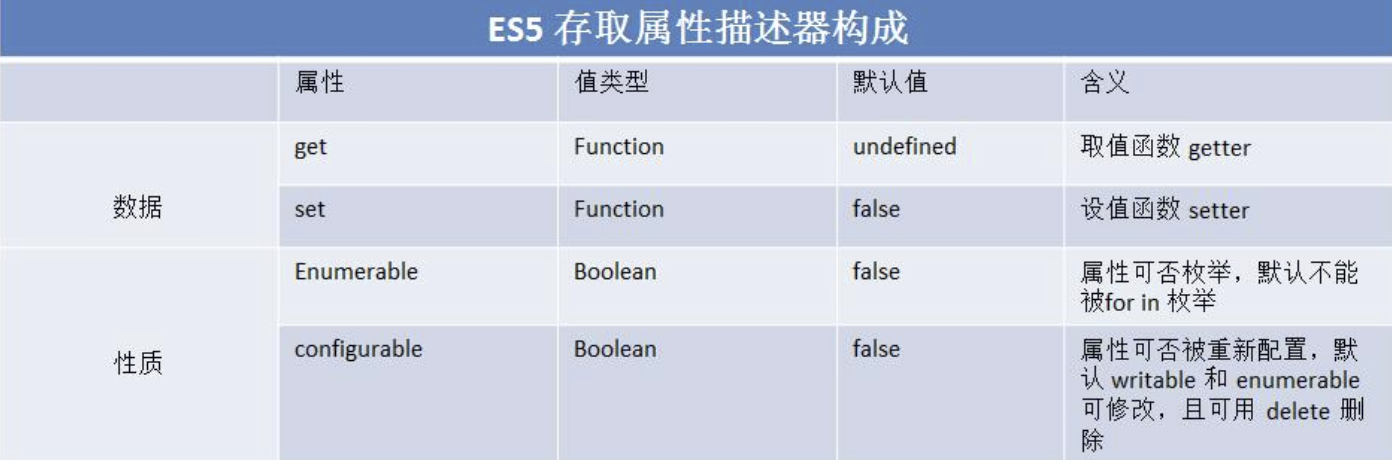 ES5 存取属性描述器构成
属性 值类型 默认值 含义
get Function undefined 取值函数 getter
数据
set Function false 设值函数 setter
Enumerable Boolean false 属性可否枚举，默认不能
被for in 枚举
性质
configurable Boolean false 属性可否被重新配置，默
认 writable 和 enumerable
可修改，且可用 delete 删
除